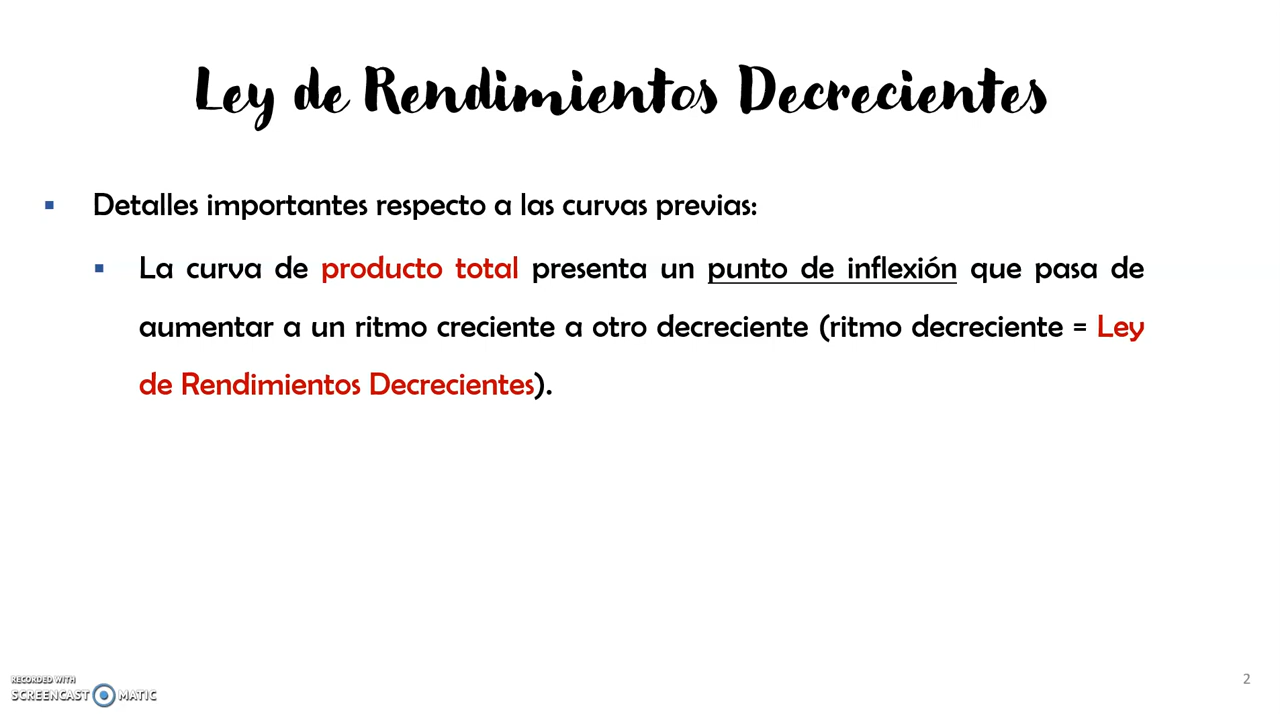 Ley de Rendimientos Decrecientes
Detalles importantes respecto a las curvas previas:
La curva de producto total presenta un punto de inflexión que pasa de
aumentar a un ritmo creciente a otro decreciente (ritmo decreciente = Ley
de Rendimientos Decrecientes).
RECORDED WITH
SCREENCAST MATIC
2